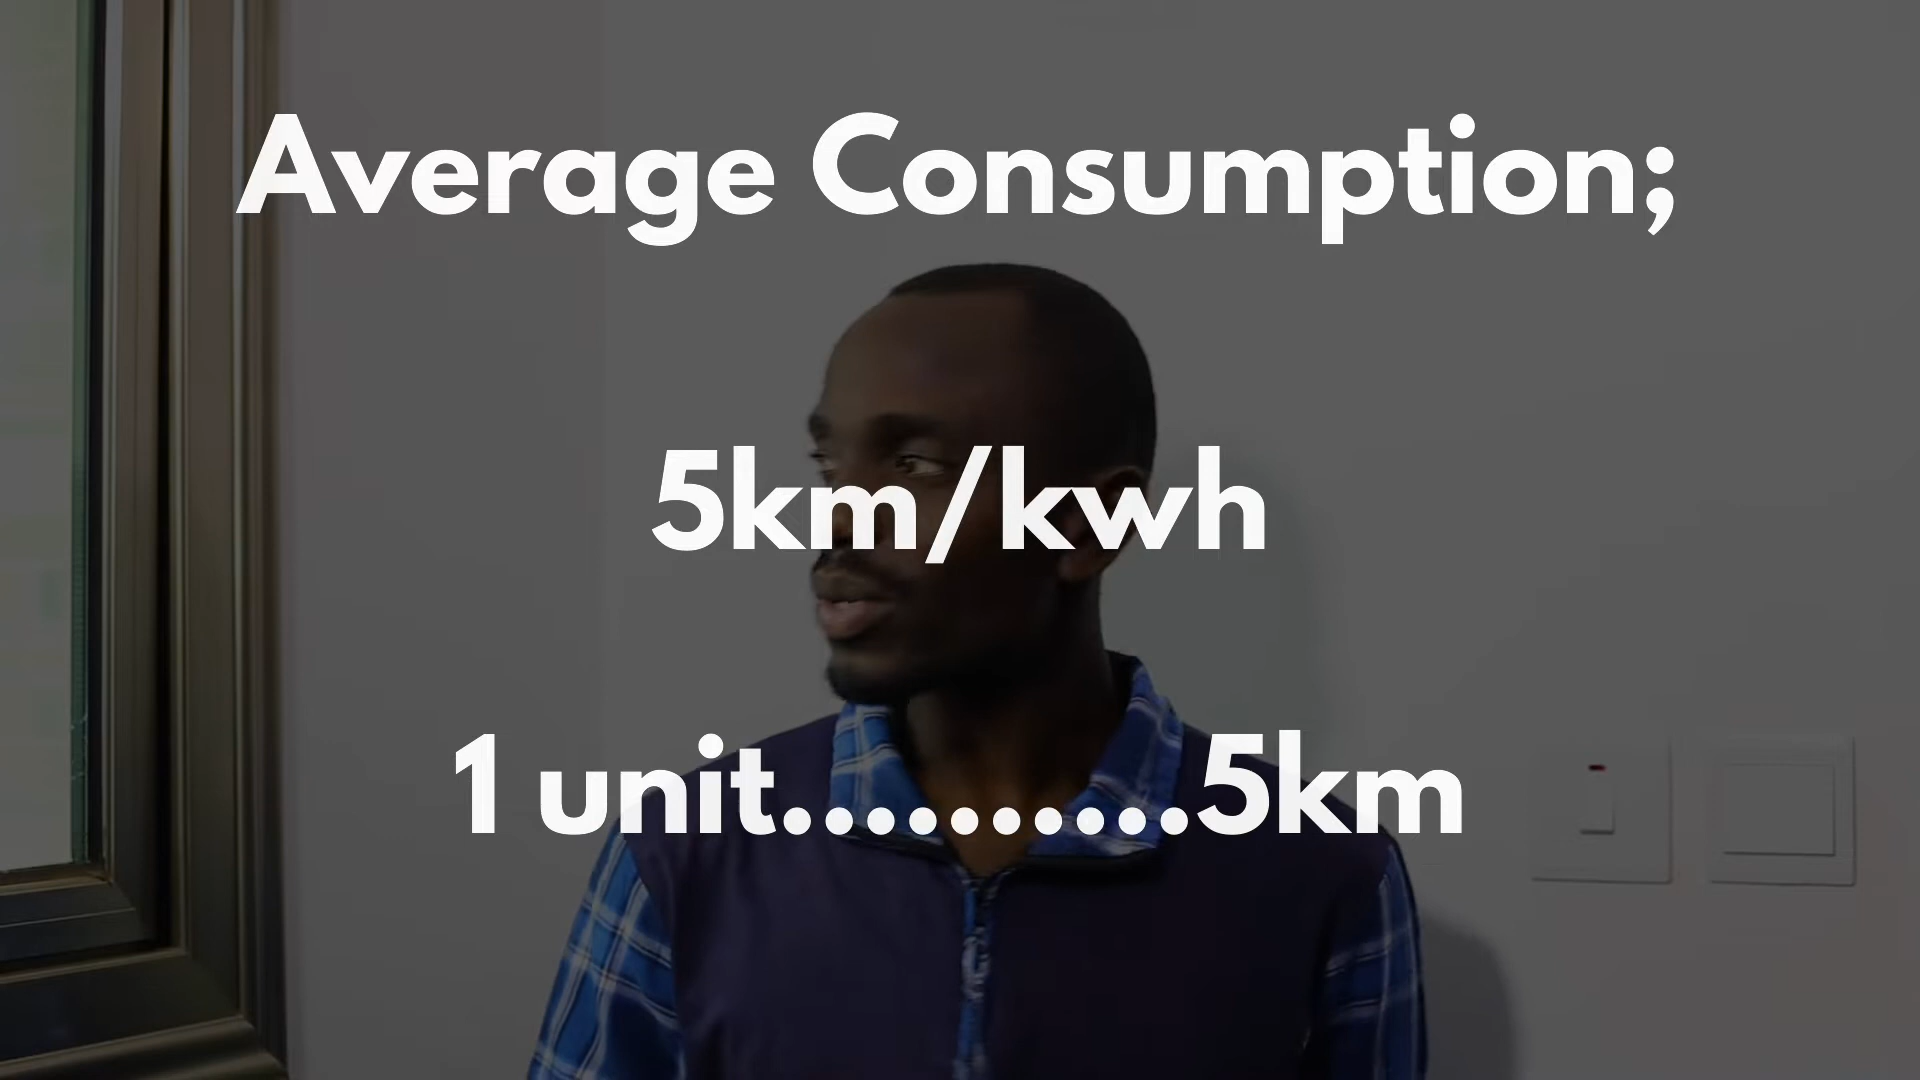 Average Consumption;
5km/kwh
1 unit..........5km